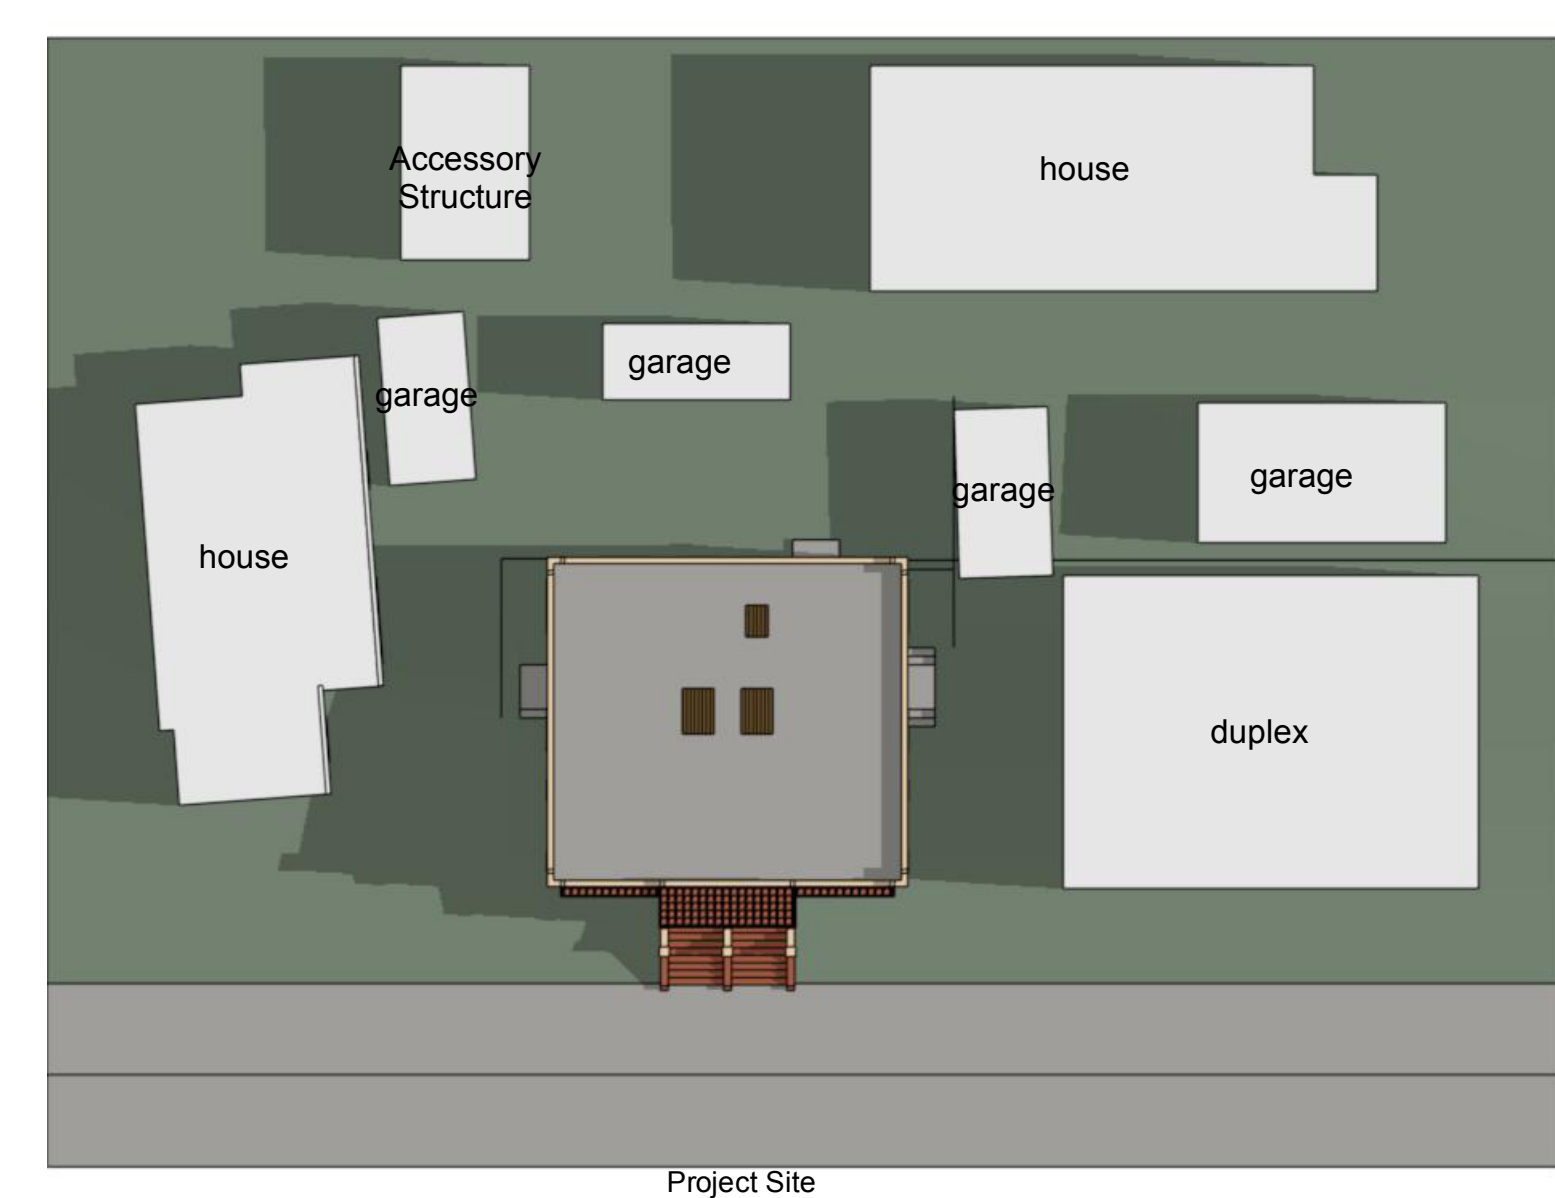 Accessory
Structure
house
garage
garage
garage
garage
house
duplex
Project Site